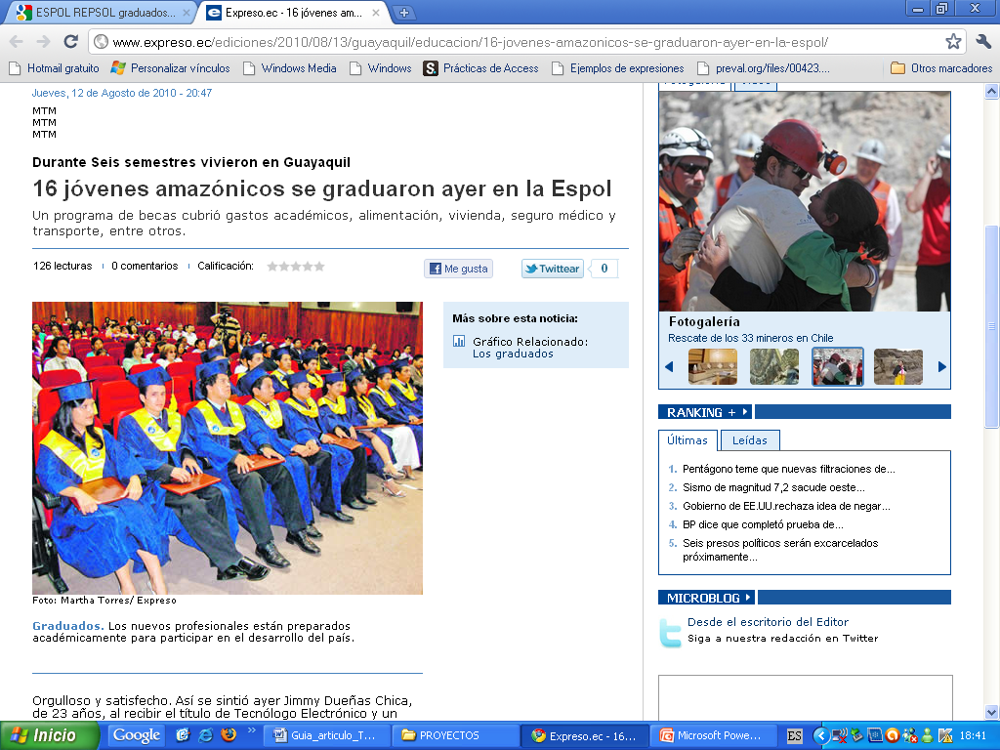 ESPOL REPSOL graduados...
Expreso.ec - 16 jóvenes am...
www.expreso.ec/ediciones/2010/08/13/guayaquil/educacion/16-jovenes-amazonicos-se-graduaron-ayer-en-la-espol/
Hotmail gratuito
Personalizar vínculos
Windows Media
Windows
Prácticas de Access
Ejemplos de expresiones
preval.org/files/00423....
Otros marcadores
Jueves, 12 de Agosto de 2010 - 20:47
MTM
MTM
MTM
Durante Seis semestres vivieron en Guayaquil
16 jóvenes amazónicos se graduaron ayer en la Espol
Un programa de becas cubrió gastos académicos, alimentación, vivienda, seguro médico y
transporte, entre otros.
126 lecturas
0 comentarios
Calificación:
Me gusta
Twittear
0
Más sobre esta noticia:
Gráfico Relacionado:
Los graduados
Foto: Martha Torres/ Expreso
Graduados. Los nuevos profesionales están preparados
académicamente para participar en el desarrollo del país.
Orgulloso y satisfecho. Así se sintió ayer Jimmy Dueñas Chica,
de 23 años, al recibir el título de Tecnólogo Electrónico y un
Fotogalería
Rescate de los 33 mineros en Chile
RANKING +
Últimas
Leídas
1. Pentágono teme que nuevas filtraciones de...
2. Sismo de magnitud 7,2 sacude oeste...
3. Gobierno de EE.UU.rechaza idea de negar...
4. BP dice que completó prueba de...
5. Seis presos políticos serán excarcelados
próximamente...
MICROBLOG
Desde el escritorio del Editor
Siga a nuestra redacción en Twitter
Inicio
Google
Guia_articulo_T...
PROYECTOS
Expreso.ec - 16...
Microsoft Powe...
ES
18:41